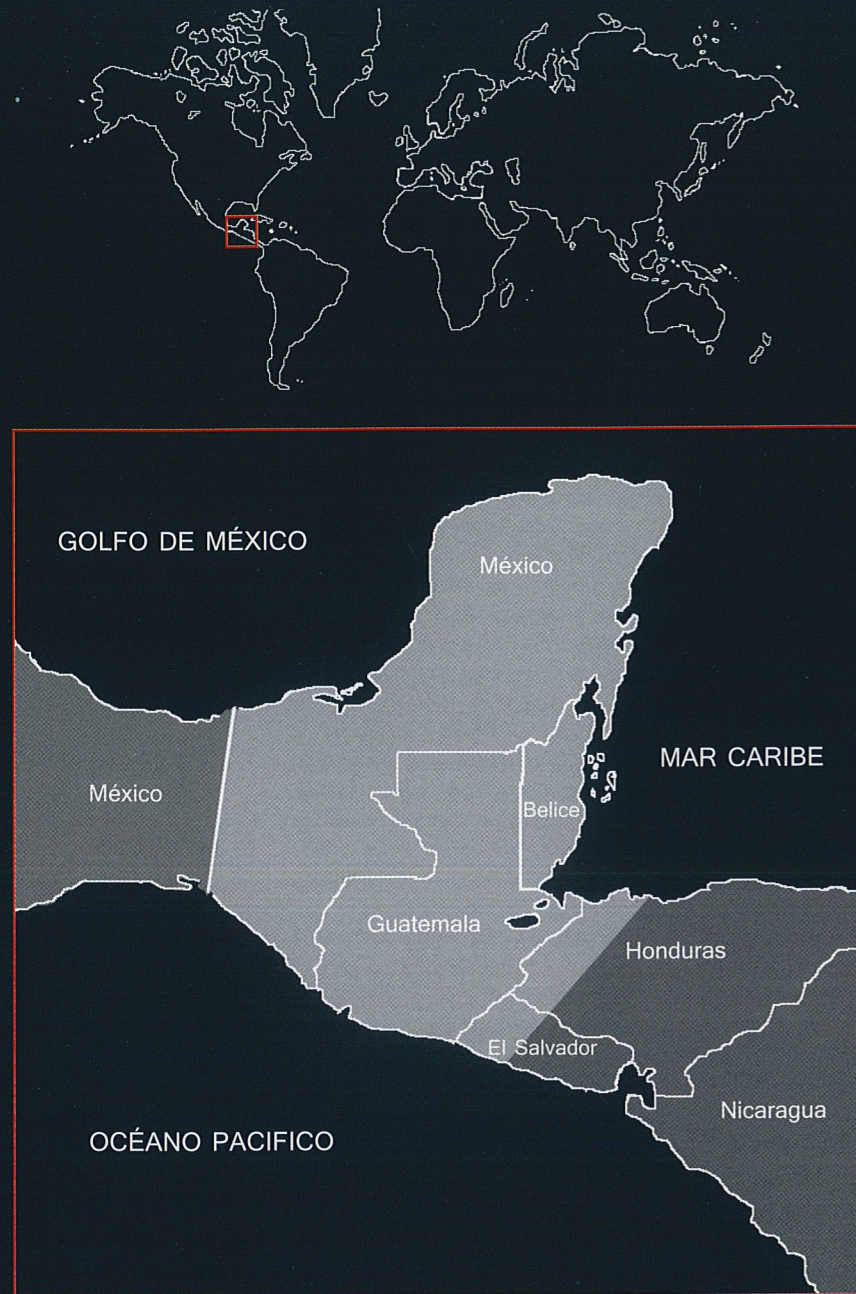 GOLFO DE MÉXICO
México
MAR CARIBE
México
Belice
Guatemala
Honduras
El Salvador
Nicaragua
OCÉANO PACIFICO